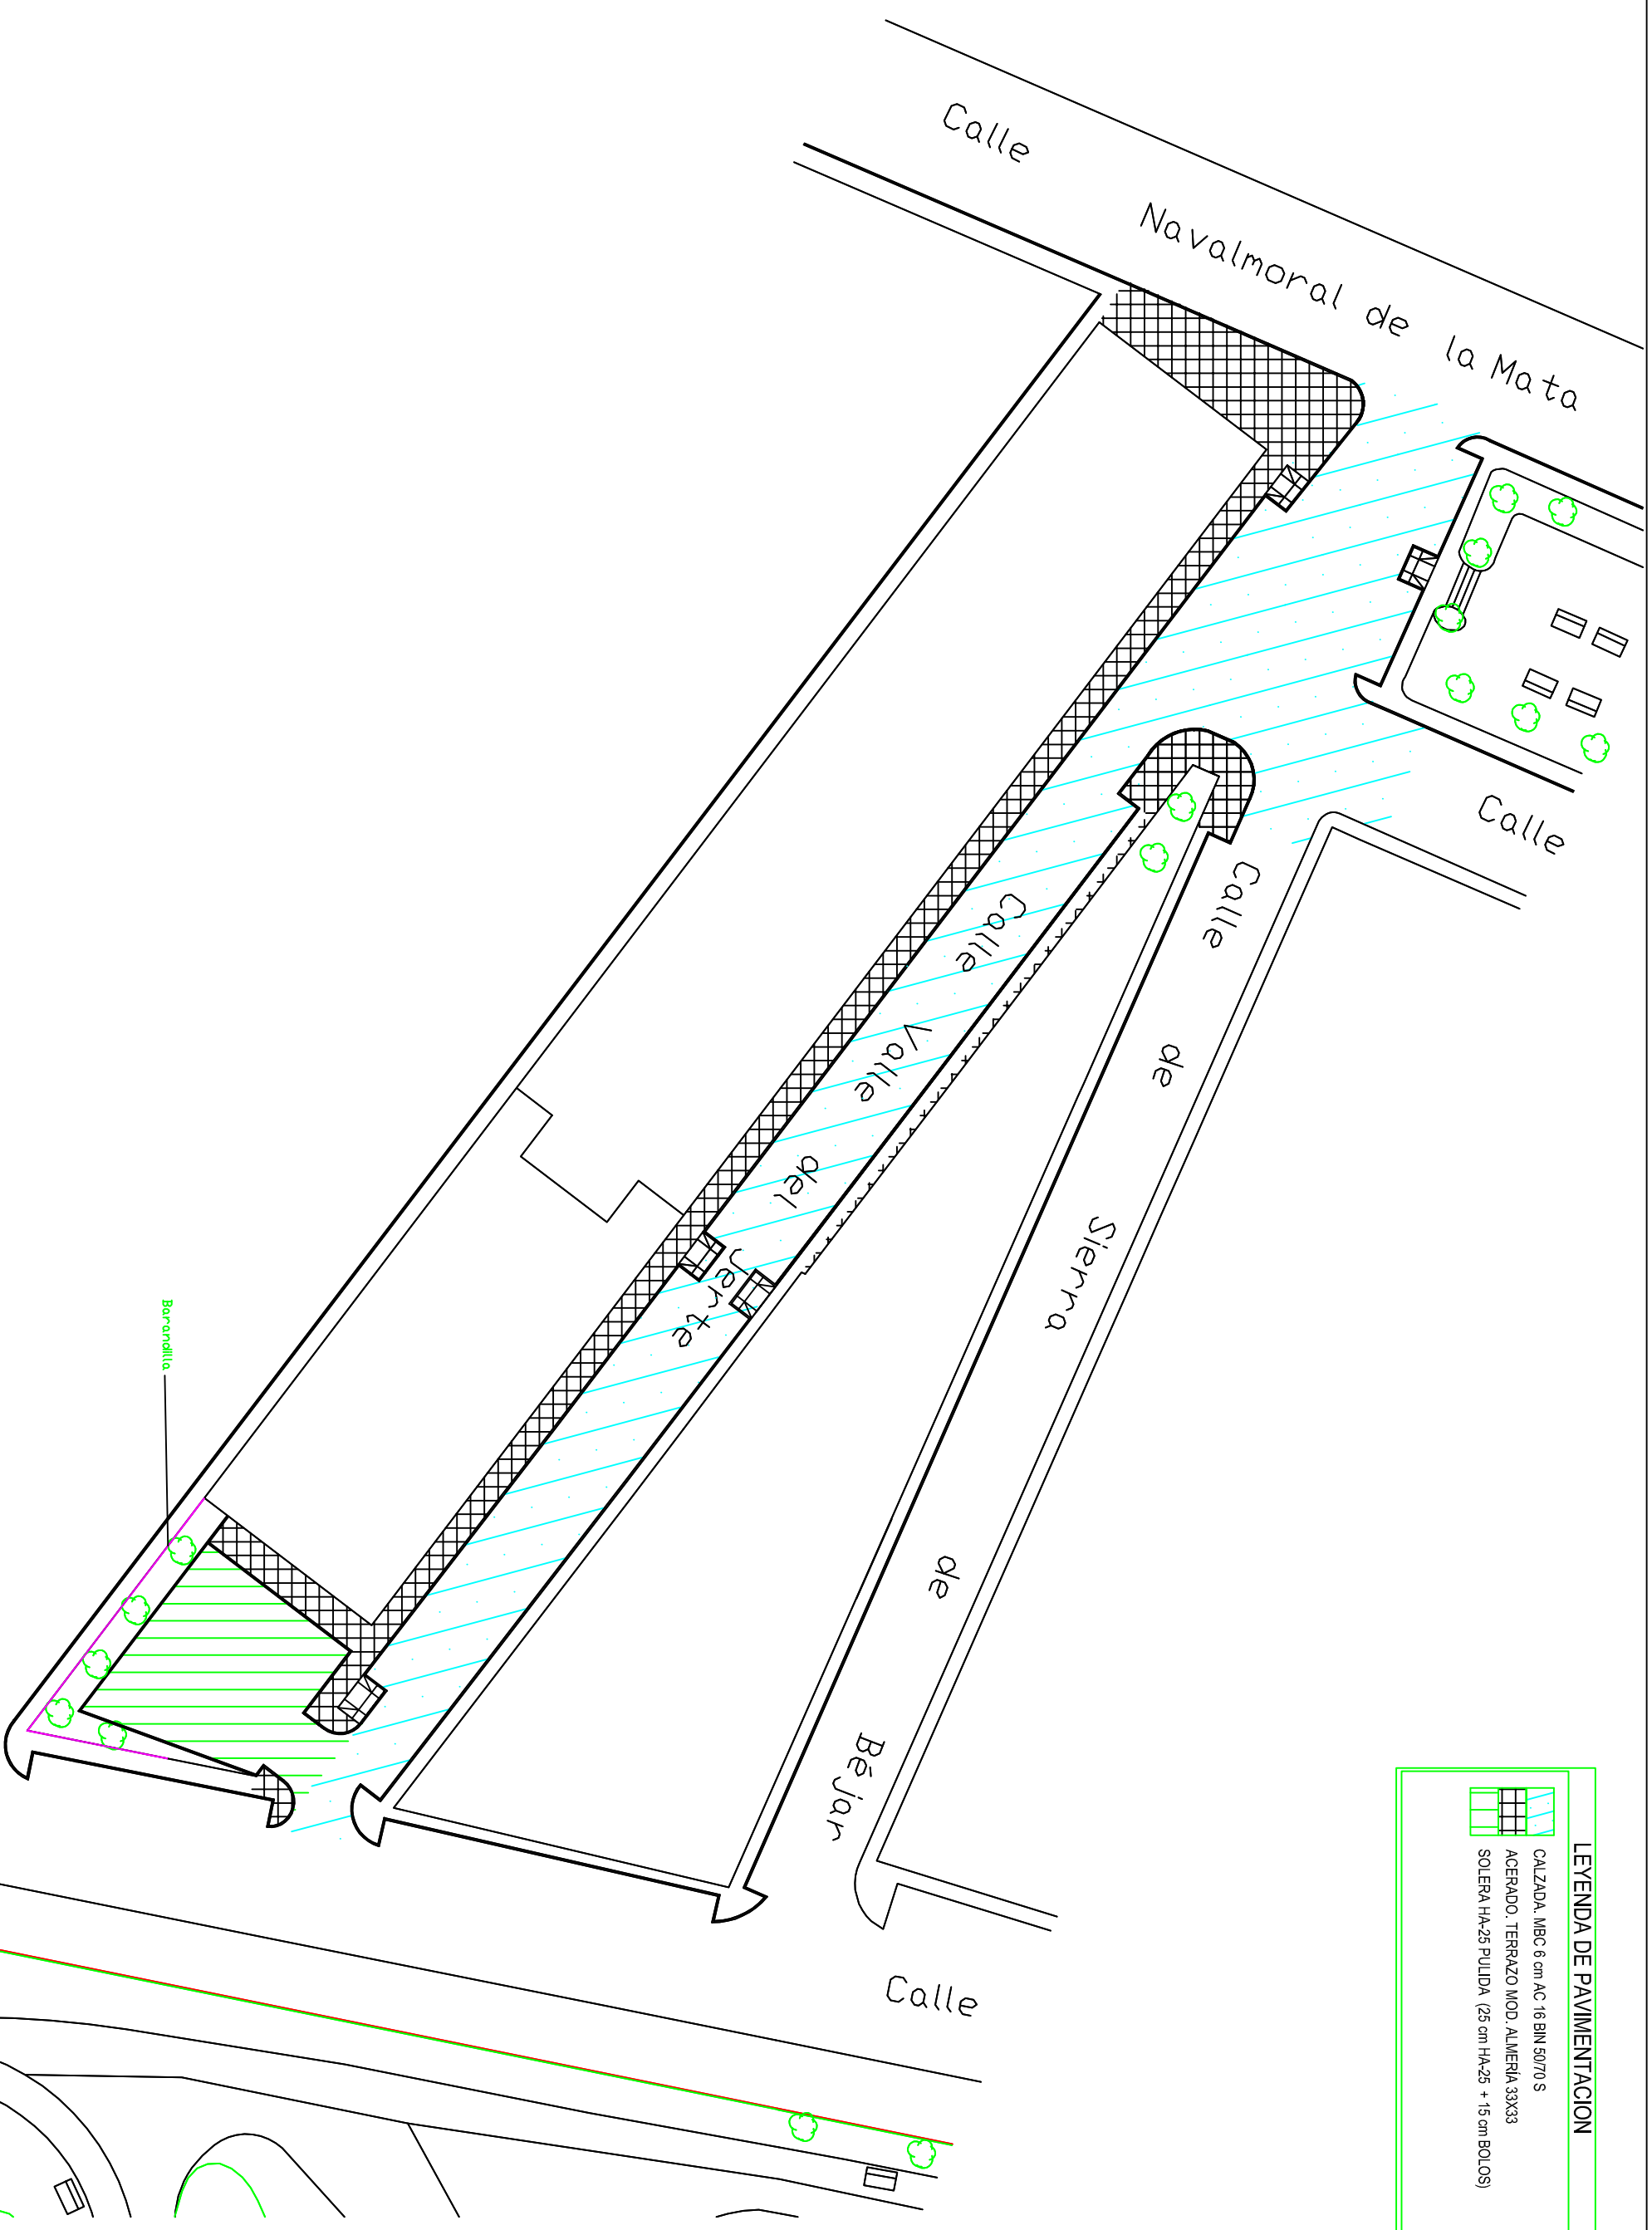 Calle
Navalmoral de la Mata
Calle
Calle de Sierra de Béjar
Calle Valle del Jerte
Barandilla
Calle
LEYENDA DE PAVIMENTACION
CALZADA. MBC 6 cm AC 16 BIN 50/70 S
ACERADO. TERRAZO MOD. ALMERÍA 33X33
SOLERA HA-25 PULIDA (25 cm HA-25 + 15 cm BOLOS)